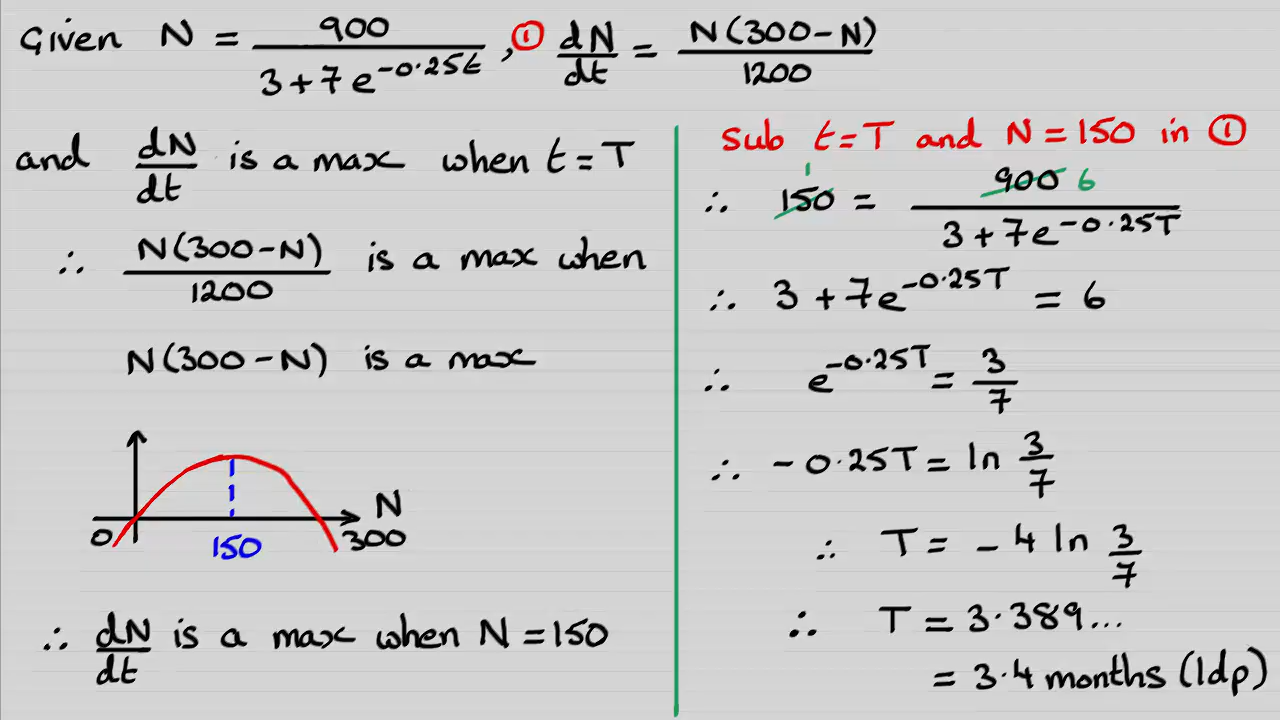 Given N = 900 / (3 + 7e^(-0.25t)) , ① dN/dt = N(300 - N) / 1200
and dN/dt is a max when t = T
∴ N(300 - N) / 1200 is a max when
N(300 - N) is a max
N
0 150 300
∴ dN/dt is a max when N = 150
Sub t = T and N = 150 in ①
1 6
∴ 150 = 900 / (3 + 7e^(-0.25T))
∴ 3 + 7e^(-0.25T) = 6
∴ e^(-0.25T) = 3/7
∴ -0.25T = ln 3/7
∴ T = -4 ln 3/7
∴ T = 3.389...
= 3.4 months (1dp)